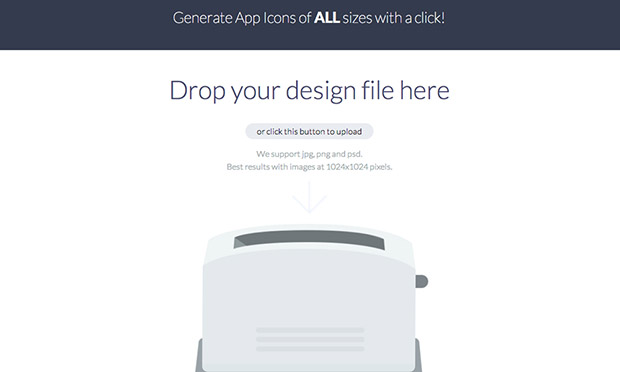 Generate App Icons of ALL sizes with a click!
Drop your design file here
or click this button to upload
We support jpg, png and psd.
Best results with images at 1024x1024 pixels.